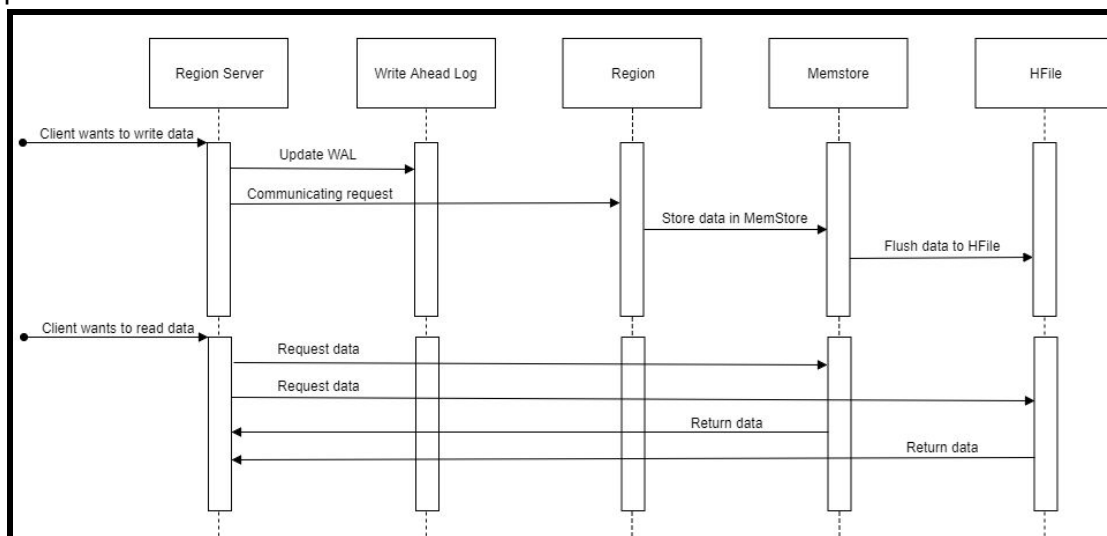 Region Server
Write Ahead Log
Region
Memstore
HFile
Client wants to write data
Update WAL
Communicating request
Store data in MemStore
Flush data to HFile
Client wants to read data
Request data
Request data
Return data
Return data